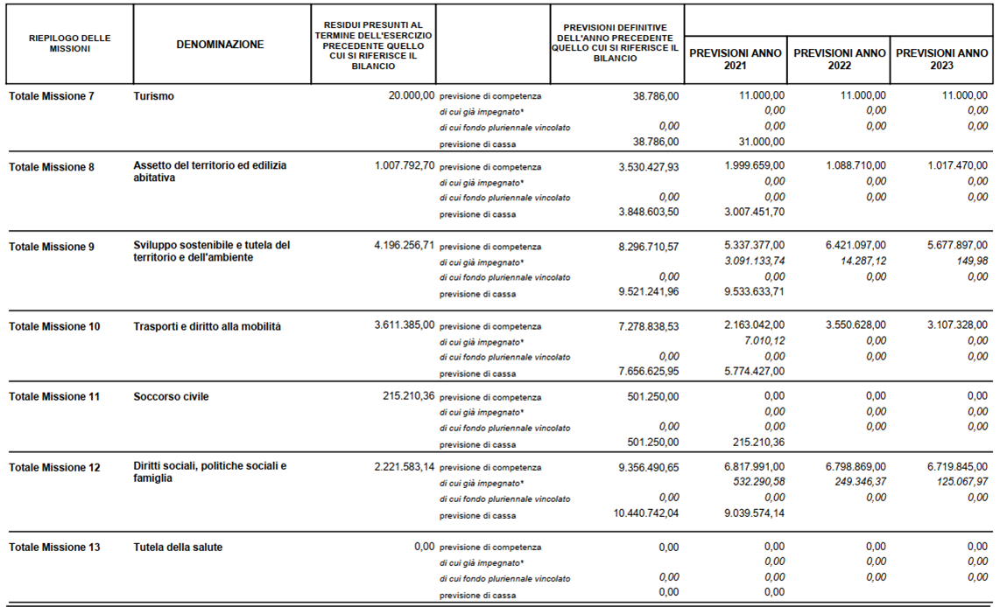 RIEPILOGO DELLE MISSIONI
DENOMINAZIONE
RESIDUI PRESUNTI AL TERMINE DELL'ESERCIZIO PRECEDENTE QUELLO CUI SI RIFERISCE IL BILANCIO
PREVISIONI DEFINITIVE DELL'ANNO PRECEDENTE QUELLO CUI SI RIFERISCE IL BILANCIO
PREVISIONI ANNO 2021
PREVISIONI ANNO 2022
PREVISIONI ANNO 2023
Totale Missione 7 Turismo 20.000,00 previsione di competenza 38.786,00 11.000,00 11.000,00 11.000,00
di cui già impegnato* 0,00 0,00 0,00
di cui fondo pluriennale vincolato 0,00 0,00 0,00 0,00
previsione di cassa 38.786,00 31.000,00
Totale Missione 8 Assetto del territorio ed edilizia 1.007.792,70 previsione di competenza 3.530.427,93 1.999.659,00 1.088.710,00 1.017.470,00
abitativa di cui già impegnato* 0,00 0,00 0,00
di cui fondo pluriennale vincolato 0,00 0,00 0,00 0,00
previsione di cassa 3.848.603,50 3.007.451,70
Totale Missione 9 Sviluppo sostenibile e tutela del 4.196.256,71 previsione di competenza 8.296.710,57 5.337.377,00 6.421.097,00 5.677.897,00
territorio e dell'ambiente di cui già impegnato* 3.091.133,74 14.287,12 149,98
di cui fondo pluriennale vincolato 0,00 0,00 0,00 0,00
previsione di cassa 9.521.241,96 9.533.633,71
Totale Missione 10 Trasporti e diritto alla mobilità 3.611.385,00 previsione di competenza 7.278.838,53 2.163.042,00 3.550.628,00 3.107.328,00
di cui già impegnato* 7.010,12 0,00 0,00
di cui fondo pluriennale vincolato 0,00 0,00 0,00 0,00
previsione di cassa 7.656.625,95 5.774.427,00
Totale Missione 11 Soccorso civile 215.210,36 previsione di competenza 501.250,00 0,00 0,00 0,00
di cui già impegnato* 0,00 0,00 0,00
di cui fondo pluriennale vincolato 0,00 0,00 0,00 0,00
previsione di cassa 501.250,00 215.210,36
Totale Missione 12 Diritti sociali, politiche sociali e 2.221.583,14 previsione di competenza 9.356.490,65 6.817.991,00 6.798.869,00 6.719.845,00
famiglia di cui già impegnato* 532.290,58 249.346,37 125.067,97
di cui fondo pluriennale vincolato 0,00 0,00 0,00 0,00
previsione di cassa 10.440.742,04 9.039.574,14
Totale Missione 13 Tutela della salute 0,00 previsione di competenza 0,00 0,00 0,00 0,00
di cui già impegnato* 0,00 0,00 0,00
di cui fondo pluriennale vincolato 0,00 0,00 0,00 0,00
previsione di cassa 0,00 0,00